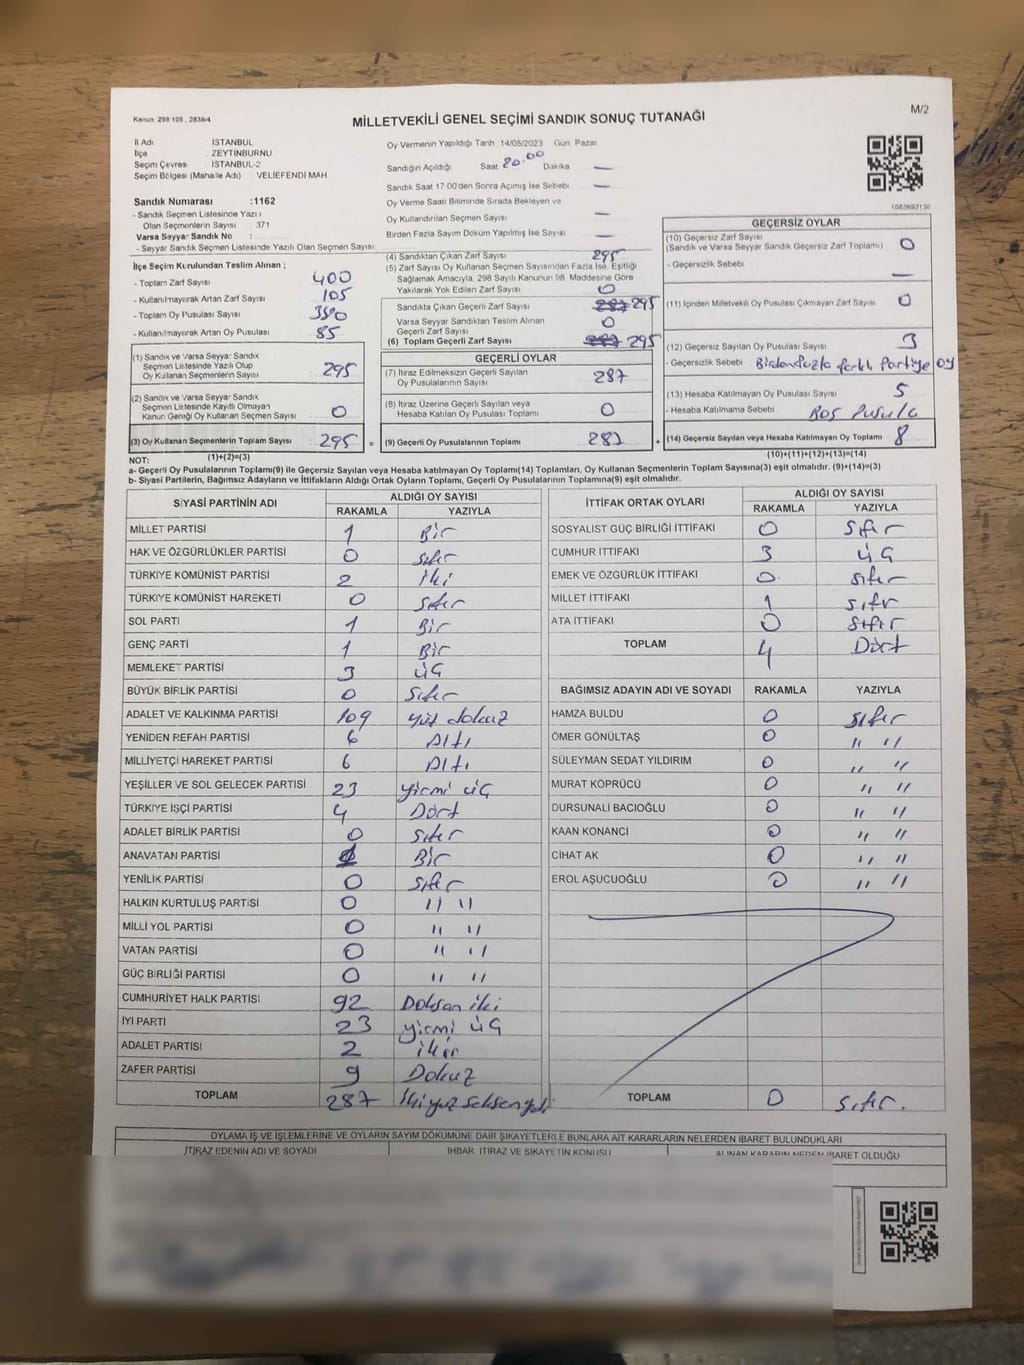 Kanun: 298/105 , 2839/4
M/2
MİLLETVEKİLİ GENEL SEÇİMİ SANDIK SONUÇ TUTANAĞI
İl Adı İSTANBUL
İlçe ZEYTİNBURNU
Seçim Çevres İSTANBUL-2
Seçim Bölgesi (Mahalle Adı) VELİEFENDİ MAH
Sandık Numarası :1162
- Sandık Seçmen Listesinde Yazılı
Olan Seçmenlerin Sayısı : 371
Varsa Seyyar Sandık No :
- Seyyar Sandık Seçmen Listesinde Yazılı Olan Seçmen Sayısı
Oy Vermenin Yapıldığı Tarih 14/05/2023 Gün Pazar
Sandığın Açıldığı Saat 20.00 Dakika —
Sandık Saat 17.00'den Sonra Açılmış İse Sebebi —
Oy Verme Saati Bitiminde Sırada Bekleyen ve
Oy Kullandırılan Seçmen Sayısı —
Birden Fazla Sayım Döküm Yapılmış İse Sayısı —
1083692136
İlçe Seçim Kurulundan Teslim Alınan ;
- Toplam Zarf Sayısı 400
- Kullanılmayarak Artan Zarf Sayısı 105
- Toplam Oy Pusulası Sayısı 380
- Kullanılmayarak Artan Oy Pusulası 85
(1) Sandık ve Varsa Seyyar Sandık
Seçmen Listesinde Yazılı Olup
Oy Kullanan Seçmenlerin Sayısı 295
(2) Sandık ve Varsa Seyyar Sandık
Seçmen Listesinde Kayıtlı Olmayan
Kanun Gereği Oy Kullanan Seçmen Sayısı 0
(3) Oy Kullanan Seçmenlerin Toplam Sayısı 295 =
(1)+(2)=(3)
(4) Sandıktan Çıkan Zarf Sayısı 295
(5) Zarf Sayısı Oy Kullanan Seçmen Sayısından Fazla İse, Eşitliği
Sağlamak Amacıyla, 298 Sayılı Kanunun 98. Maddesine Göre
Yakılarak Yok Edilen Zarf Sayısı 0
Sandıkta Çıkan Geçerli Zarf Sayısı 287 295
Varsa Seyyar Sandıktan Teslim Alınan
Geçerli Zarf Sayısı 0
(6) Toplam Geçerli Zarf Sayısı 287 295
GEÇERLİ OYLAR
(7) İtiraz Edilmeksizin Geçerli Sayılan
Oy Pusulalarının Sayısı 287
(8) İtiraz Üzerine Geçerli Sayılan veya
Hesaba Katılan Oy Pusulası Toplamı 0
(9) Geçerli Oy Pusulalarının Toplamı 287 +
GEÇERSİZ OYLAR
(10) Geçersiz Zarf Sayısı
(Sandık ve Varsa Seyyar Sandık Geçersiz Zarf Toplamı) 0
- Geçersizlik Sebebi —
(11) İçinden Milletvekili Oy Pusulası Çıkmayan Zarf Sayısı 0
(12) Geçersiz Sayılan Oy Pusulası Sayısı 3
- Geçersizlik Sebebi Birdenfazla farklı Partiye oy
(13) Hesaba Katılmayan Oy Pusulası Sayısı 5
- Hesaba Katılmama Sebebi Boş Pusula
(14) Geçersiz Sayılan veya Hesaba Katılmayan Oy Toplamı 8
(10)+(11)+(12)+(13)=(14)
NOT:
a- Geçerli Oy Pusulalarının Toplamı(9) ile Geçersiz Sayılan veya Hesaba katılmayan Oy Toplamı(14) Toplamları, Oy Kullanan Seçmenlerin Toplam Sayısına(3) eşit olmalıdır. (9)+(14)=(3)
b- Siyasi Partilerin, Bağımsız Adayların ve İttifakların Aldığı Ortak Oyların Toplamı, Geçerli Oy Pusulalarının Toplamına(9) eşit olmalıdır.
SİYASİ PARTİNİN ADI ALDIĞI OY SAYISI
RAKAMLA YAZIYLA
MİLLET PARTİSİ 1 Bir
HAK VE ÖZGÜRLÜKLER PARTİSİ 0 sıfır
TÜRKİYE KOMÜNİST PARTİSİ 2 iki
TÜRKİYE KOMÜNİST HAREKETİ 0 sıfır
SOL PARTİ 1 Bir
GENÇ PARTİ 1 Bir
MEMLEKET PARTİSİ 3 üç
BÜYÜK BİRLİK PARTİSİ 0 sıfır
ADALET VE KALKINMA PARTİSİ 109 yüz dokuz
YENİDEN REFAH PARTİSİ 6 Altı
MİLLİYETÇİ HAREKET PARTİSİ 6 Altı
YEŞİLLER VE SOL GELECEK PARTİSİ 23 yirmi üç
TÜRKİYE İŞÇİ PARTİSİ 4 Dört
ADALET BİRLİK PARTİSİ 0 sıfır
ANAVATAN PARTİSİ 1 Bir
YENİLİK PARTİSİ 0 sıfır
HALKIN KURTULUŞ PARTİSİ 0 " "
MİLLİ YOL PARTİSİ 0 " "
VATAN PARTİSİ 0 " "
GÜÇ BİRLİĞİ PARTİSİ 0 " "
CUMHURİYET HALK PARTİSİ 92 Doksan iki
İYİ PARTİ 23 yirmi üç
ADALET PARTİSİ 2
ZAFER PARTİSİ 9 Dokuz
TOPLAM 287
İTTİFAK ORTAK OYLARI ALDIĞI OY SAYISI
RAKAMLA YAZIYLA
SOSYALİST GÜÇ BİRLİĞİ İTTİFAKI 0 sıfır
CUMHUR İTTİFAKI 3 üç
EMEK VE ÖZGÜRLÜK İTTİFAKI 0 sıfır
MİLLET İTTİFAKI 1 sıfır
ATA İTTİFAKI 0 sıfır
TOPLAM 4 Dört
BAĞIMSIZ ADAYIN ADI VE SOYADI RAKAMLA YAZIYLA
HAMZA BULDU 0 sıfır
ÖMER GÖNÜLTAŞ 0 " "
SÜLEYMAN SEDAT YILDIRIM 0 " "
MURAT KÖPRÜCÜ 0 " "
DURSUNALİ BACIOĞLU 0 " "
KAAN KONANCI 0 " "
CİHAT AK 0 " "
EROL AŞUCUOĞLU 0 " "
TOPLAM 0 sıfır.
OYLAMA İŞ VE İŞLEMLERİNE VE OYLARIN SAYIM DÖKÜMÜNE DAİR ŞİKAYETLERLE BUNLARA AİT KARARLARIN NELERDEN İBARET BULUNDUKLARI
İTİRAZ EDENİN ADI VE SOYADI İHBAR, İTİRAZ VE ŞİKAYETİN KONUSU ALINAN KARARIN NEDEN İBARET OLDUĞU